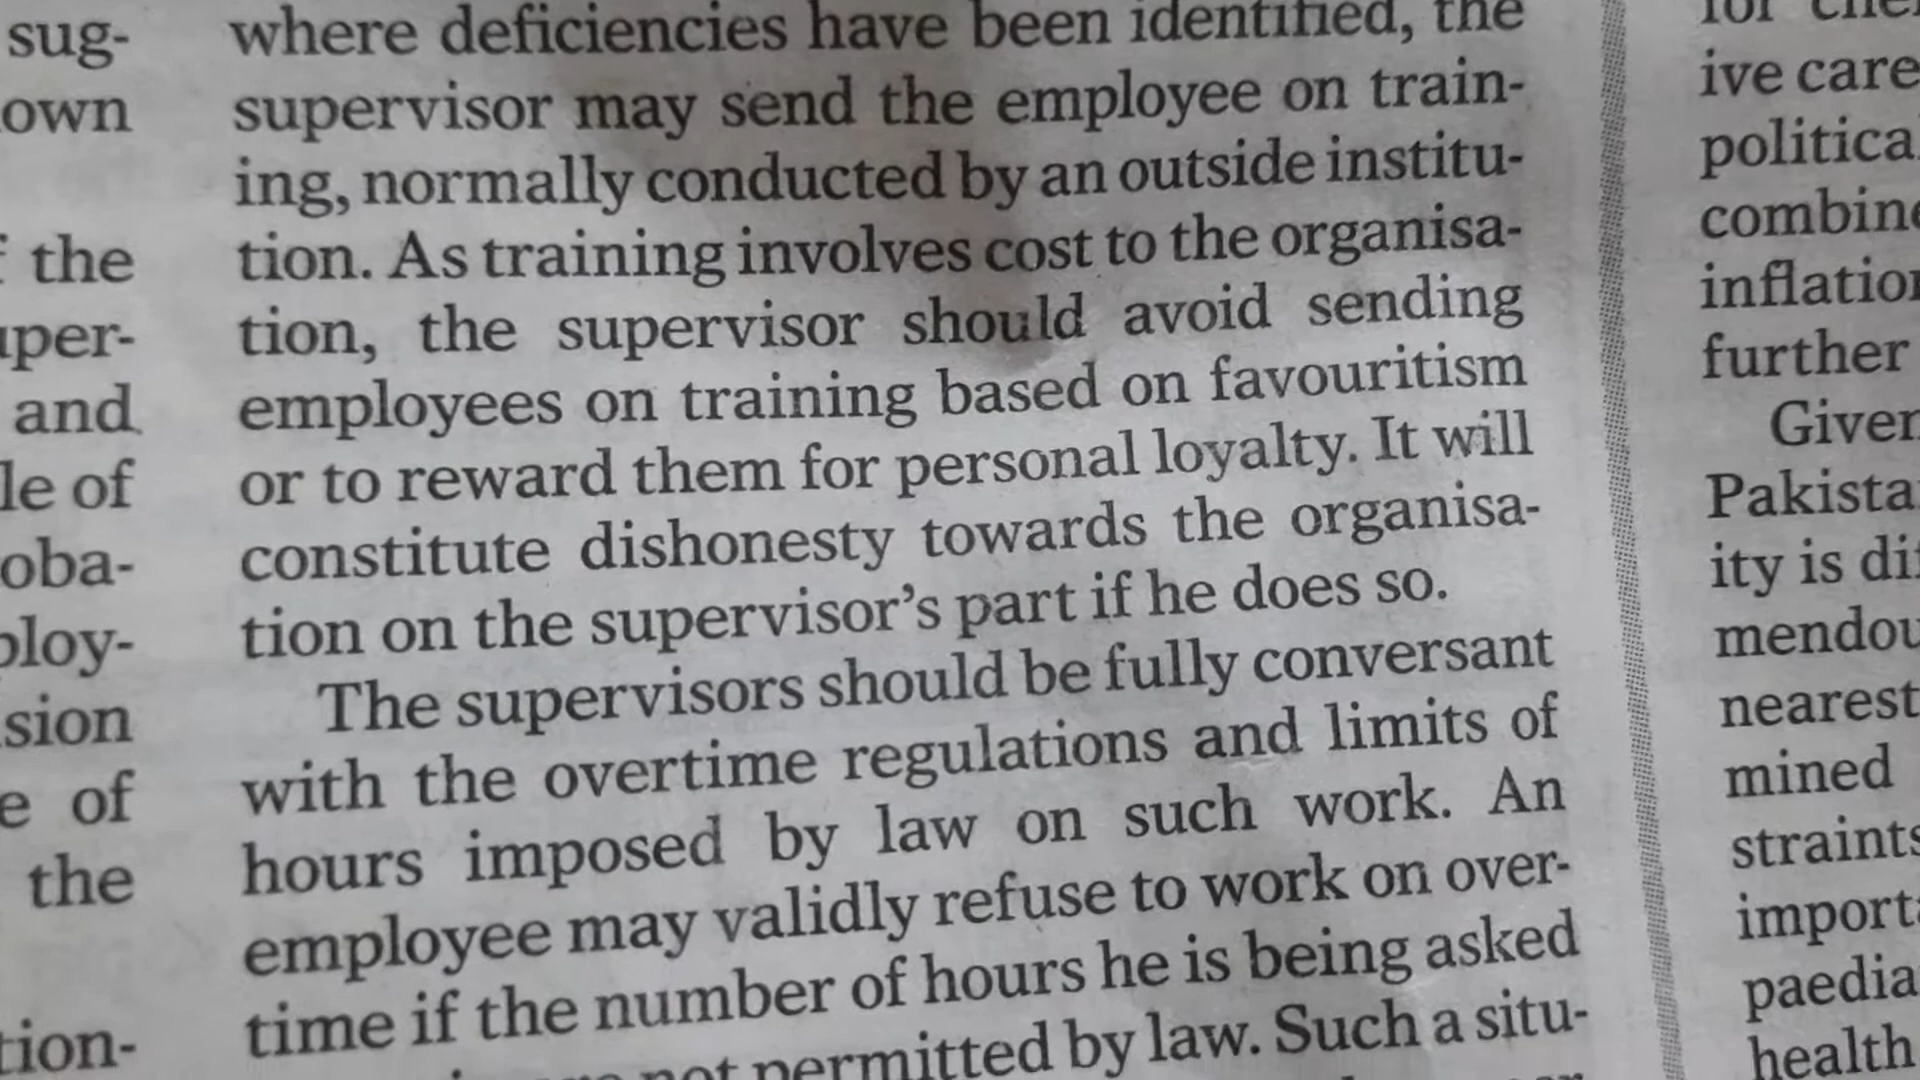 sug-
own
the
and
le of
oba-
ploy-
sion
e of
the
tion-
where deficiencies have been identified, the
supervisor may send the employee on train-
ing, normally conducted by an outside institu-
tion. As training involves cost to the organisa-
tion, the supervisor should avoid sending
employees on training based on favouritism
or to reward them for personal loyalty. It will
constitute dishonesty towards the organisa-
tion on the supervisor's part if he does so.
The supervisors should be fully conversant
with the overtime regulations and limits of
hours imposed by law on such work. An
employee may validly refuse to work on over-
time if the number of hours he is being asked
not permitted by law. Such a situ-
ive care
politica
combine
inflation
further
Given
Pakista
ity is dif
mendou
nearest
mined
straints
importa
paedia
health